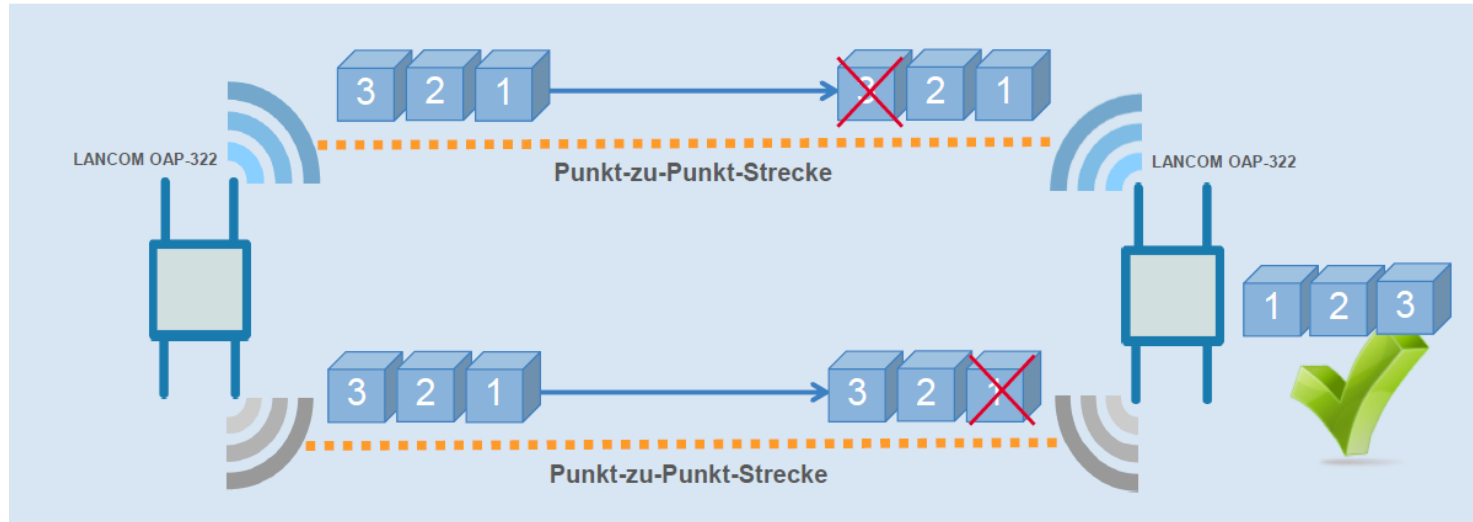 3 2 1
3 2 1
LANCOM OAP-322
LANCOM OAP-322
Punkt-zu-Punkt-Strecke
1 2 3
3 2 1
3 2 1
Punkt-zu-Punkt-Strecke